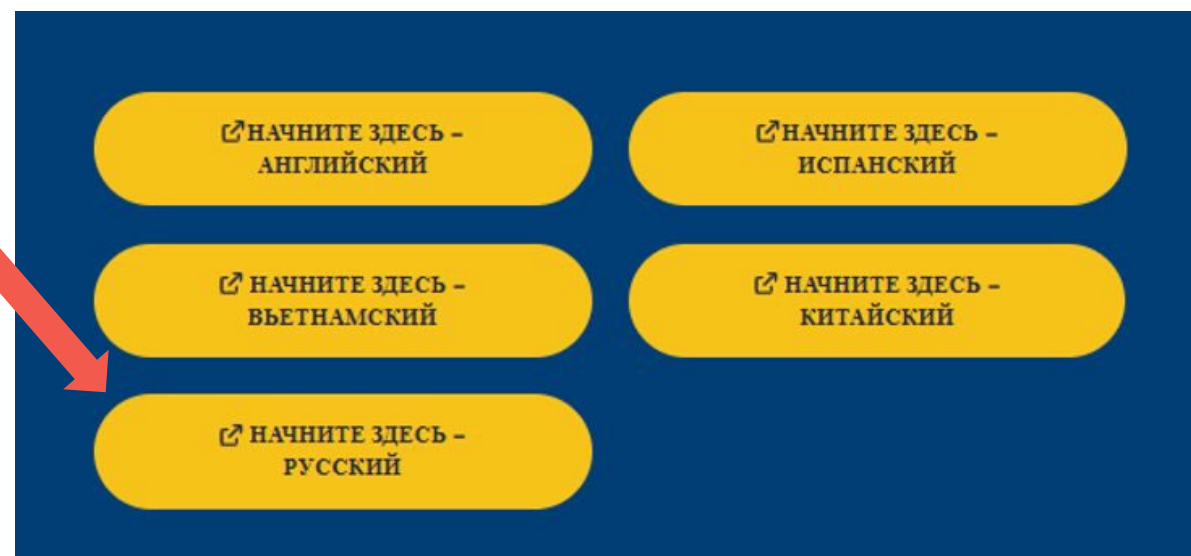 НАЧНИТЕ ЗДЕСЬ –
АНГЛИЙСКИЙ
НАЧНИТЕ ЗДЕСЬ –
ИСПАНСКИЙ
НАЧНИТЕ ЗДЕСЬ –
ВЬЕТНАМСКИЙ
НАЧНИТЕ ЗДЕСЬ –
КИТАЙСКИЙ
НАЧНИТЕ ЗДЕСЬ –
РУССКИЙ